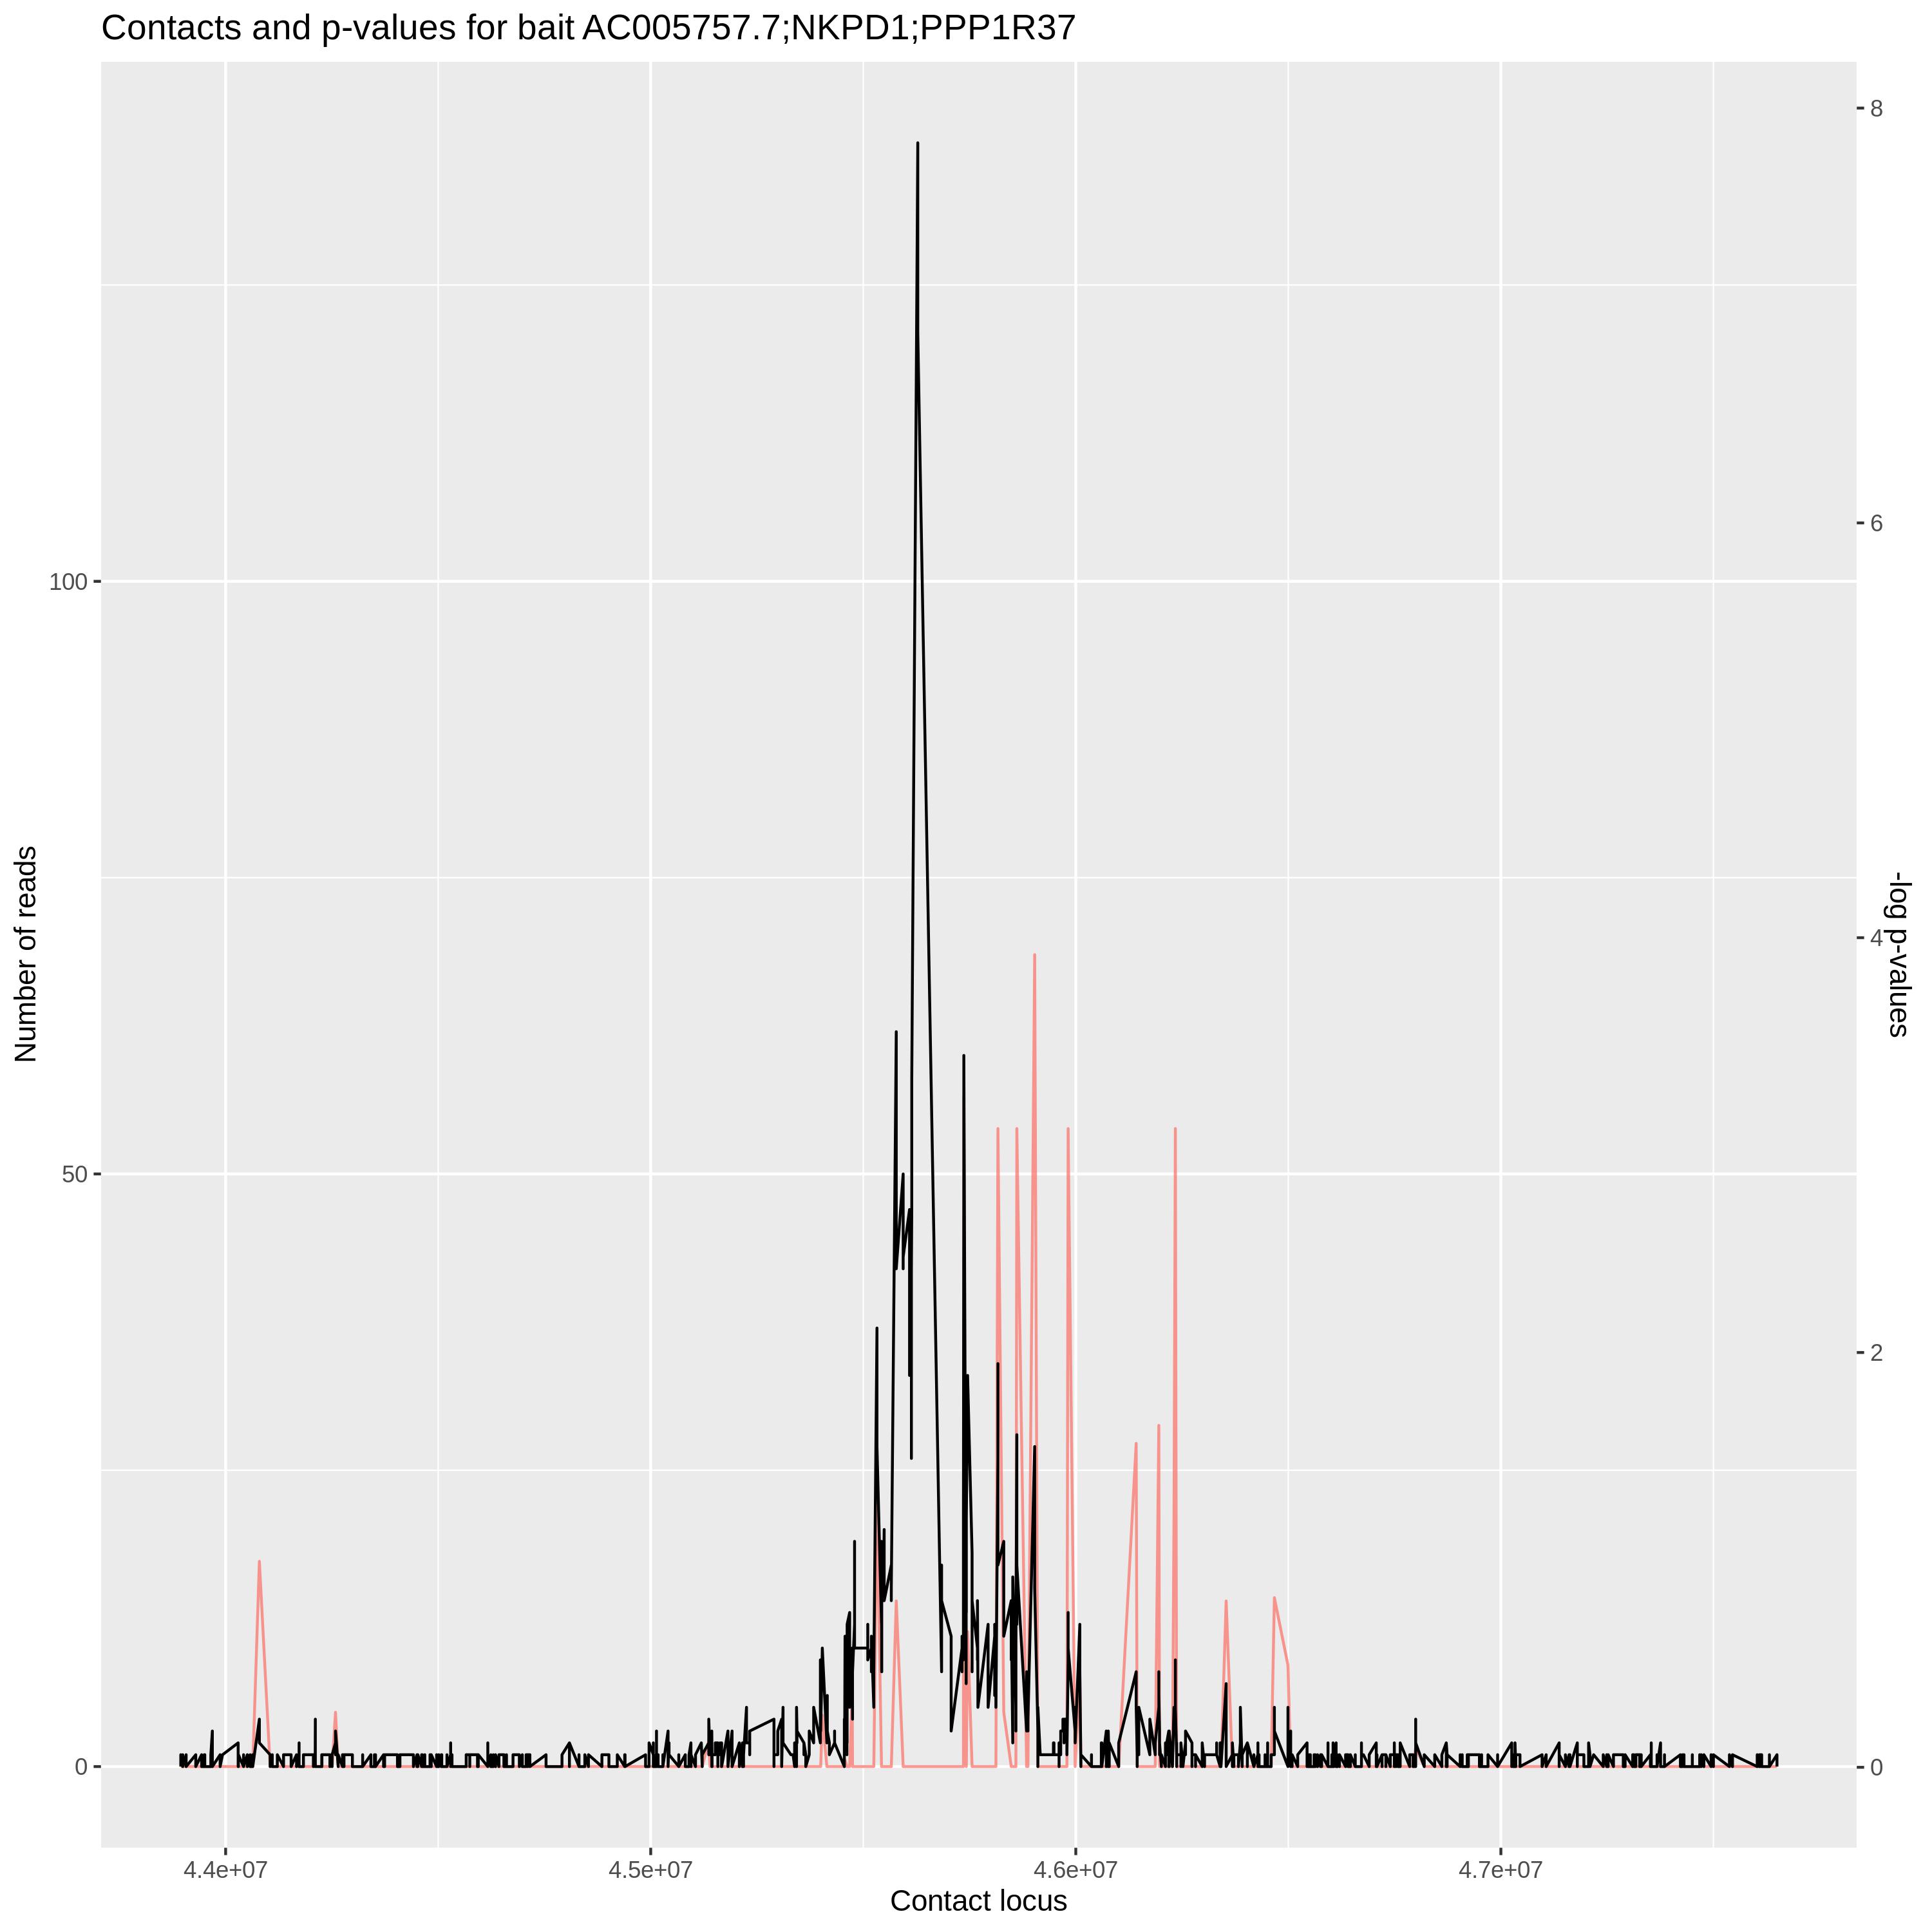 Contacts and p-values for bait AC005757.7;NKPD1;PPP1R37
8
6
100
4
50
2
0
0
Number of reads
-log p-values
4.4e+07
4.5e+07
4.6e+07
4.7e+07
Contact locus